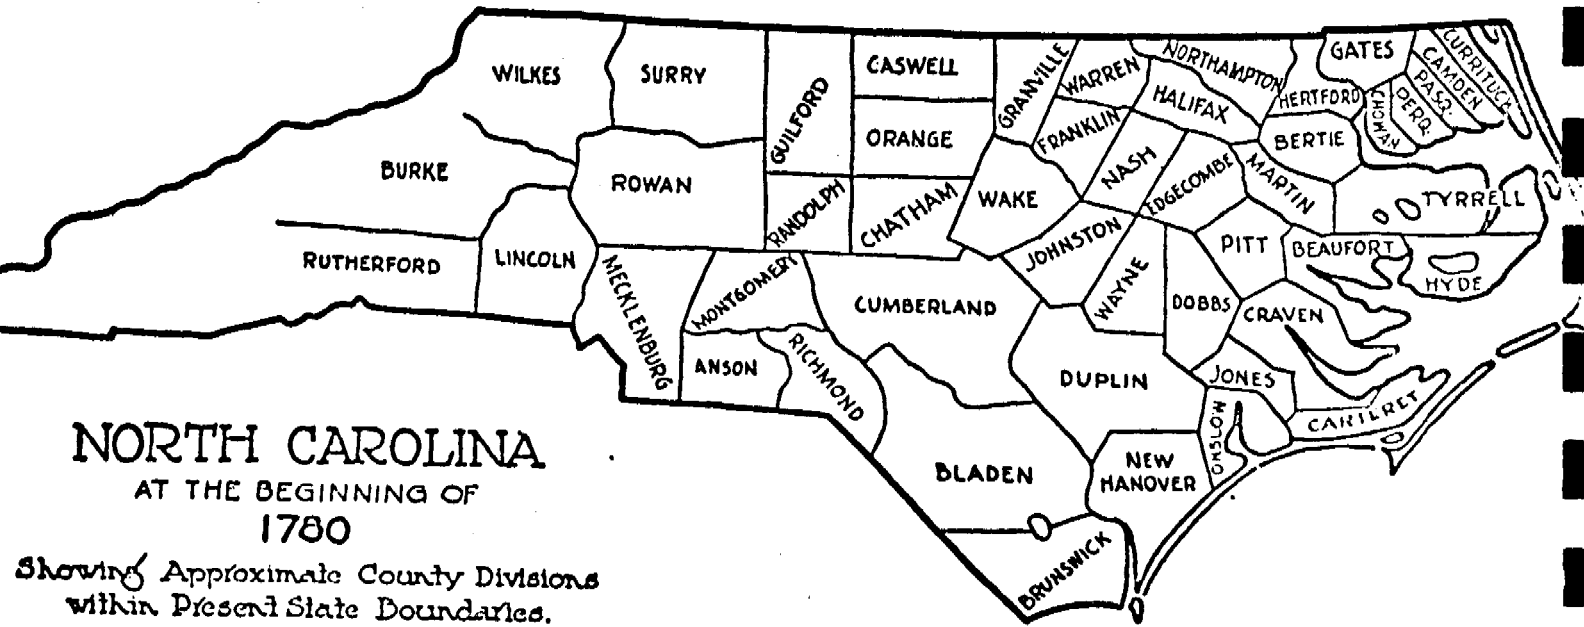 WILKES
SURRY
GUILFORD
CASWELL
ORANGE
GRANVILLE
WARREN
NORTHAMPTON
HALIFAX
FRANKLIN
HERTFORD
GATES
CHOWAN
PERQ.
PASQ.
CAMDEN
CURRITUCK
BERTIE
BURKE
ROWAN
RANDOLPH
CHATHAM
WAKE
NASH
EDGECOMBE
MARTIN
TYRRELL
RUTHERFORD
LINCOLN
MECKLENBURG
MONTGOMERY
CUMBERLAND
JOHNSTON
WAYNE
DOBBS
PITT
BEAUFORT
HYDE
CRAVEN
ANSON
RICHMOND
DUPLIN
JONES
ONSLOW
CARTERET
BLADEN
NEW
HANOVER
BRUNSWICK
NORTH CAROLINA
AT THE BEGINNING OF
1780
Showing Approximate County Divisions
within Present State Boundaries.